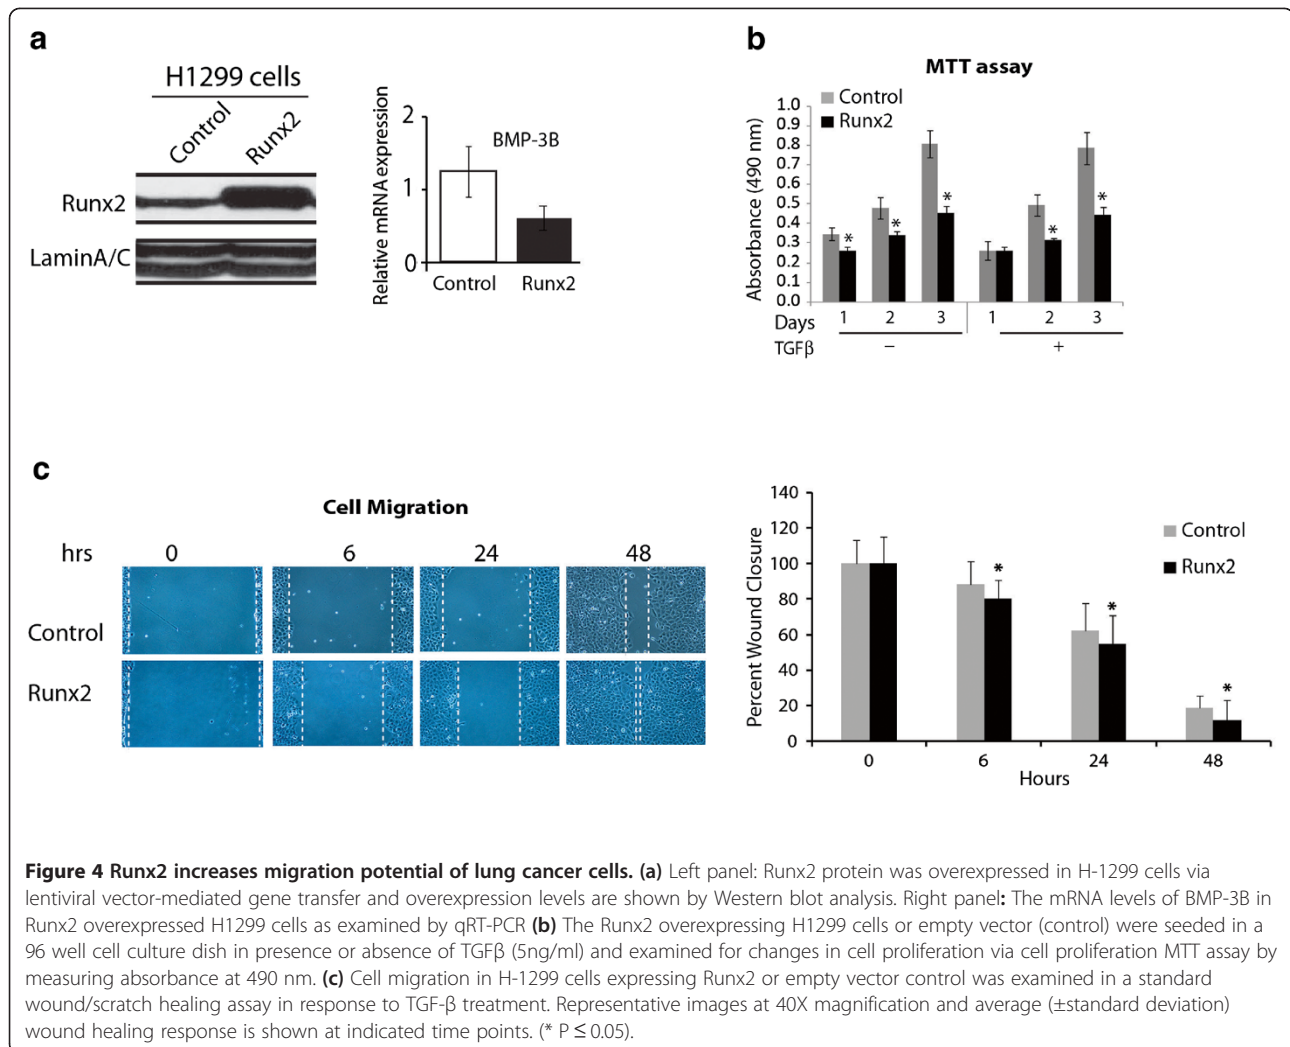 a
H1299 cells
Control
Runx2
Runx2
LaminA/C
Relative mRNA expression
2
1
0
BMP-3B
Control
Runx2
b
MTT assay
Control
Runx2
Absorbance (490 nm)
1.0
0.9
0.8
0.7
0.6
0.5
0.4
0.3
0.2
0.1
0.0
*
*
*
*
*
Days
1
2
3
1
2
3
TGFβ
−
+
c
Cell Migration
hrs
0
6
24
48
Control
Runx2
Percent Wound Closure
140
120
100
80
60
40
20
0
Control
Runx2
*
*
*
0
6
24
48
Hours
Figure 4 Runx2 increases migration potential of lung cancer cells. (a) Left panel: Runx2 protein was overexpressed in H-1299 cells via
lentiviral vector-mediated gene transfer and overexpression levels are shown by Western blot analysis. Right panel: The mRNA levels of BMP-3B in
Runx2 overexpressed H1299 cells as examined by qRT-PCR (b) The Runx2 overexpressing H1299 cells or empty vector (control) were seeded in a
96 well cell culture dish in presence or absence of TGFβ (5ng/ml) and examined for changes in cell proliferation via cell proliferation MTT assay by
measuring absorbance at 490 nm. (c) Cell migration in H-1299 cells expressing Runx2 or empty vector control was examined in a standard
wound/scratch healing assay in response to TGF-β treatment. Representative images at 40X magnification and average (±standard deviation)
wound healing response is shown at indicated time points. (* P ≤ 0.05).